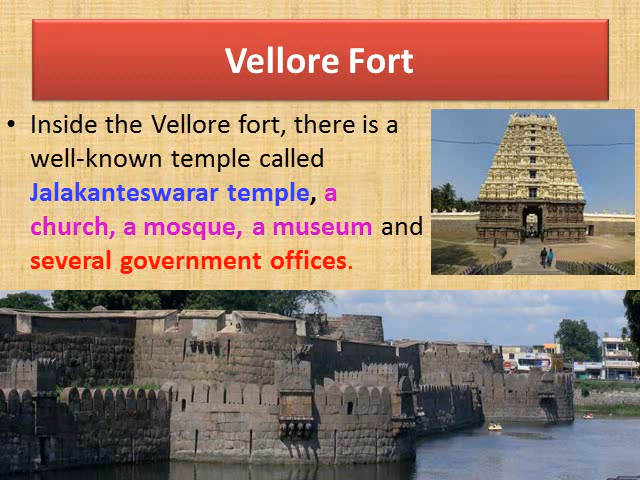 Vellore Fort
• Inside the Vellore fort, there is a
well-known temple called
Jalakanteswarar temple, a
church, a mosque, a museum and
several government offices.